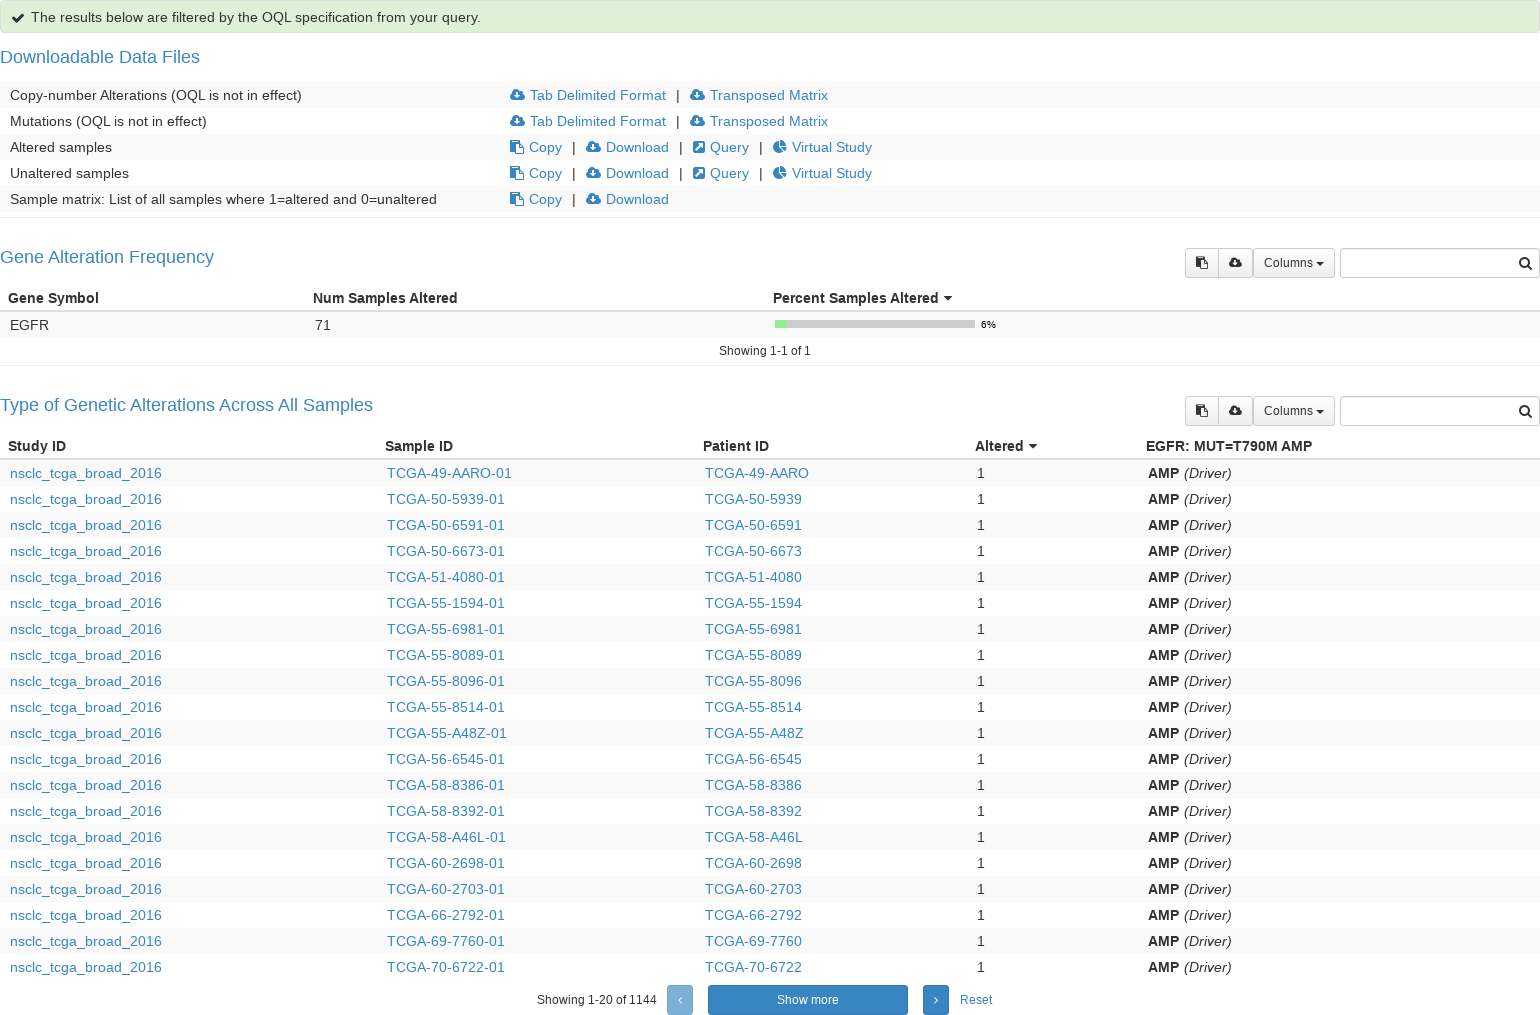 The results below are filtered by the OQL specification from your query.
Downloadable Data Files
Copy-number Alterations (OQL is not in effect) Tab Delimited Format | Transposed Matrix
Mutations (OQL is not in effect) Tab Delimited Format | Transposed Matrix
Altered samples Copy | Download | Query | Virtual Study
Unaltered samples Copy | Download | Query | Virtual Study
Sample matrix: List of all samples where 1=altered and 0=unaltered Copy | Download
Gene Alteration Frequency Columns
Gene Symbol Num Samples Altered Percent Samples Altered
EGFR 71 6%
Showing 1-1 of 1
Type of Genetic Alterations Across All Samples Columns
Study ID Sample ID Patient ID Altered EGFR: MUT=T790M AMP
nsclc_tcga_broad_2016 TCGA-49-AARO-01 TCGA-49-AARO 1 AMP (Driver)
nsclc_tcga_broad_2016 TCGA-50-5939-01 TCGA-50-5939 1 AMP (Driver)
nsclc_tcga_broad_2016 TCGA-50-6591-01 TCGA-50-6591 1 AMP (Driver)
nsclc_tcga_broad_2016 TCGA-50-6673-01 TCGA-50-6673 1 AMP (Driver)
nsclc_tcga_broad_2016 TCGA-51-4080-01 TCGA-51-4080 1 AMP (Driver)
nsclc_tcga_broad_2016 TCGA-55-1594-01 TCGA-55-1594 1 AMP (Driver)
nsclc_tcga_broad_2016 TCGA-55-6981-01 TCGA-55-6981 1 AMP (Driver)
nsclc_tcga_broad_2016 TCGA-55-8089-01 TCGA-55-8089 1 AMP (Driver)
nsclc_tcga_broad_2016 TCGA-55-8096-01 TCGA-55-8096 1 AMP (Driver)
nsclc_tcga_broad_2016 TCGA-55-8514-01 TCGA-55-8514 1 AMP (Driver)
nsclc_tcga_broad_2016 TCGA-55-A48Z-01 TCGA-55-A48Z 1 AMP (Driver)
nsclc_tcga_broad_2016 TCGA-56-6545-01 TCGA-56-6545 1 AMP (Driver)
nsclc_tcga_broad_2016 TCGA-58-8386-01 TCGA-58-8386 1 AMP (Driver)
nsclc_tcga_broad_2016 TCGA-58-8392-01 TCGA-58-8392 1 AMP (Driver)
nsclc_tcga_broad_2016 TCGA-58-A46L-01 TCGA-58-A46L 1 AMP (Driver)
nsclc_tcga_broad_2016 TCGA-60-2698-01 TCGA-60-2698 1 AMP (Driver)
nsclc_tcga_broad_2016 TCGA-60-2703-01 TCGA-60-2703 1 AMP (Driver)
nsclc_tcga_broad_2016 TCGA-66-2792-01 TCGA-66-2792 1 AMP (Driver)
nsclc_tcga_broad_2016 TCGA-69-7760-01 TCGA-69-7760 1 AMP (Driver)
nsclc_tcga_broad_2016 TCGA-70-6722-01 TCGA-70-6722 1 AMP (Driver)
Showing 1-20 of 1144 Show more Reset